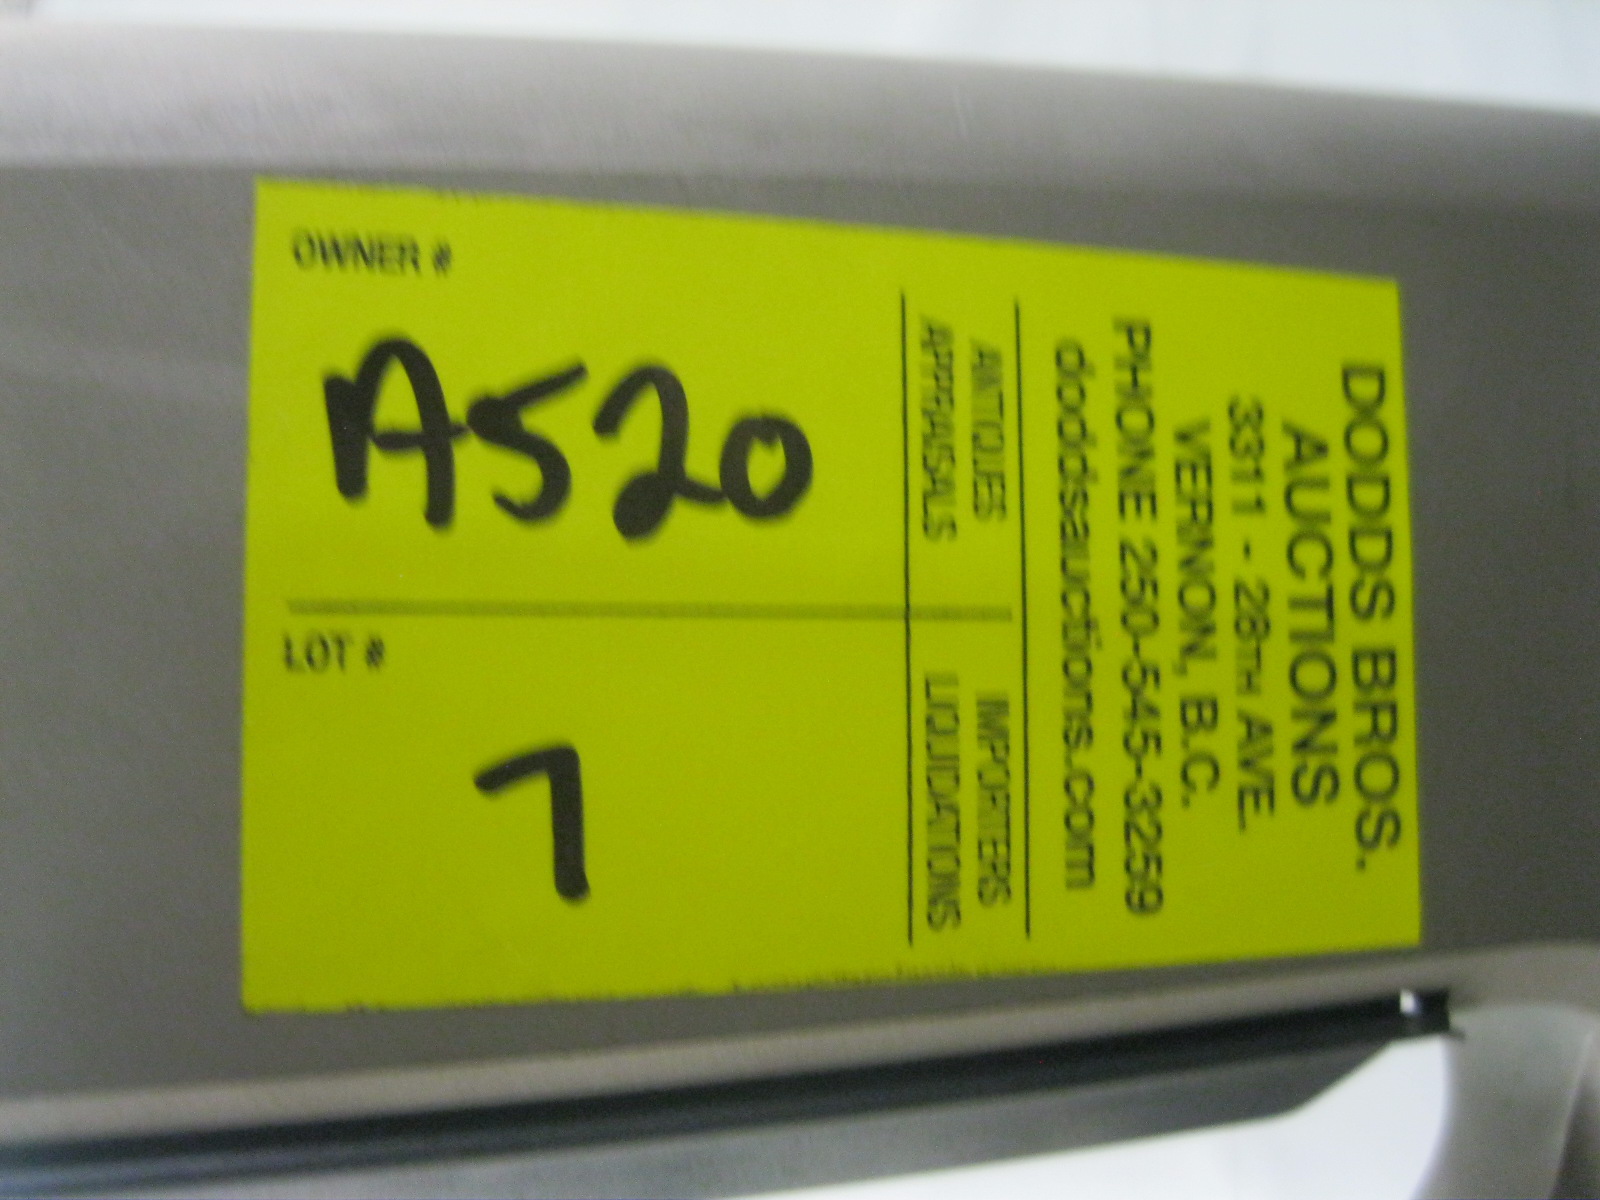 DODDS BROS.
AUCTIONS
3311 - 28TH AVE.
VERNON, B.C.
PHONE 250-545-3259
doddsauctions.com
ANTIQUES IMPORTERS
APPRAISALS LIQUIDATIONS
OWNER #
A520
LOT #
7